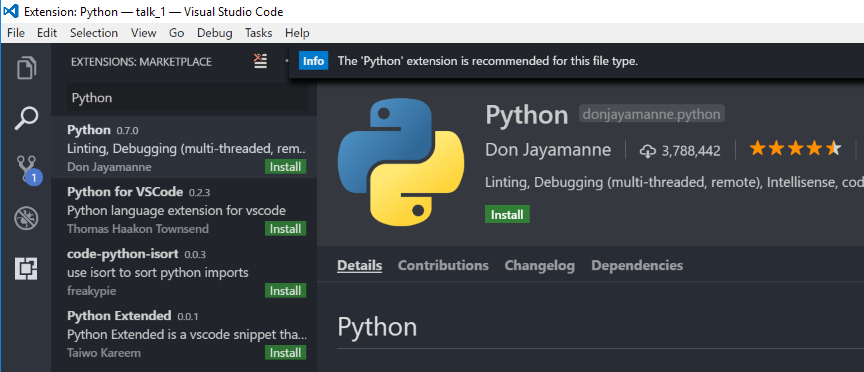 Extension: Python — talk_1 — Visual Studio Code
File Edit Selection View Go Debug Tasks Help
EXTENSIONS: MARKETPLACE
Info The 'Python' extension is recommended for this file type.
Python
Python 0.7.0
Linting, Debugging (multi-threaded, rem...
Don Jayamanne Install
Python for VSCode 0.2.3
Python language extension for vscode
Thomas Haakon Townsend Install
code-python-isort 0.0.3
use isort to sort python imports
freakypie Install
Python Extended 0.0.1
Python Extended is a vscode snippet tha...
Taiwo Kareem Install
1
Python donjayamanne.python
Don Jayamanne 3,788,442
Linting, Debugging (multi-threaded, remote), Intellisense, cod
Install
Details Contributions Changelog Dependencies
Python